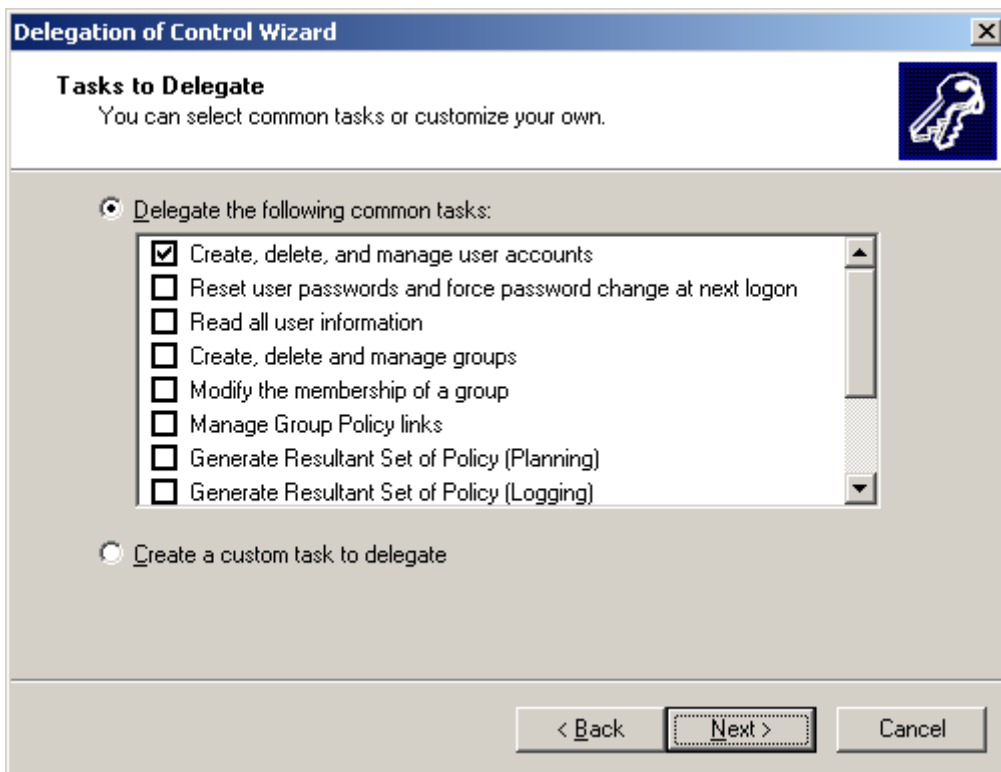 Delegation of Control Wizard
Tasks to Delegate
You can select common tasks or customize your own.
Delegate the following common tasks:
Create, delete, and manage user accounts
Reset user passwords and force password change at next logon
Read all user information
Create, delete and manage groups
Modify the membership of a group
Manage Group Policy links
Generate Resultant Set of Policy (Planning)
Generate Resultant Set of Policy (Logging)
Create a custom task to delegate
< Back Next > Cancel